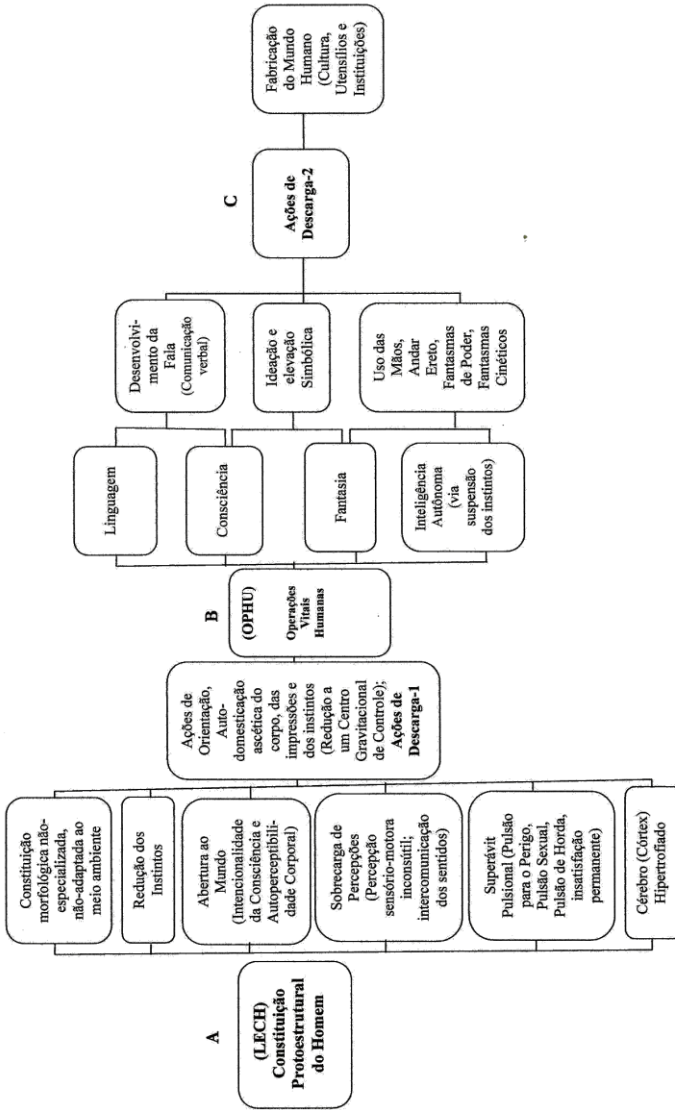 A
(LECH)
Constituição
Protoestrutural
do Homem
Constituição
morfológica não-
especializada,
não-adaptada ao
meio ambiente
Redução dos
Instintos
Abertura ao
Mundo
(Intencionalidade
da Consciência e
Autoperceptibili-
dade Corporal)
Sobrecarga de
Percepções
(Percepção
sensório-motora
inconsútil;
intercomunicação
dos sentidos)
Superávit
Pulsional (Pulsão
para o Perigo,
Pulsão Sexual,
Pulsão de Horda,
insatisfação
permanente)
Cérebro (Córtex)
Hipertrofiado
Ações de
Orientação,
Auto-
domesticação
ascética do
corpo, das
impressões e
dos instintos
(Redução a
um Centro
Gravitacional
de Controle);
Ações de
Descarga-1
B
(OPHU)
Operações
Vitais
Humanas
Linguagem
Consciência
Fantasia
Inteligência
Autônoma
(via
suspensão
dos instintos)
Desenvolvi-
mento da
Fala
(Comunicação
verbal)
Ideação e
elevação
Simbólica
Uso das
Mãos,
Andar
Ereto,
Fantasmas
de Poder,
Fantasmas
Cinéticos
C
Ações de
Descarga-2
Fabricação
do Mundo
Humano
(Cultura,
Utensílios e
Instituições)